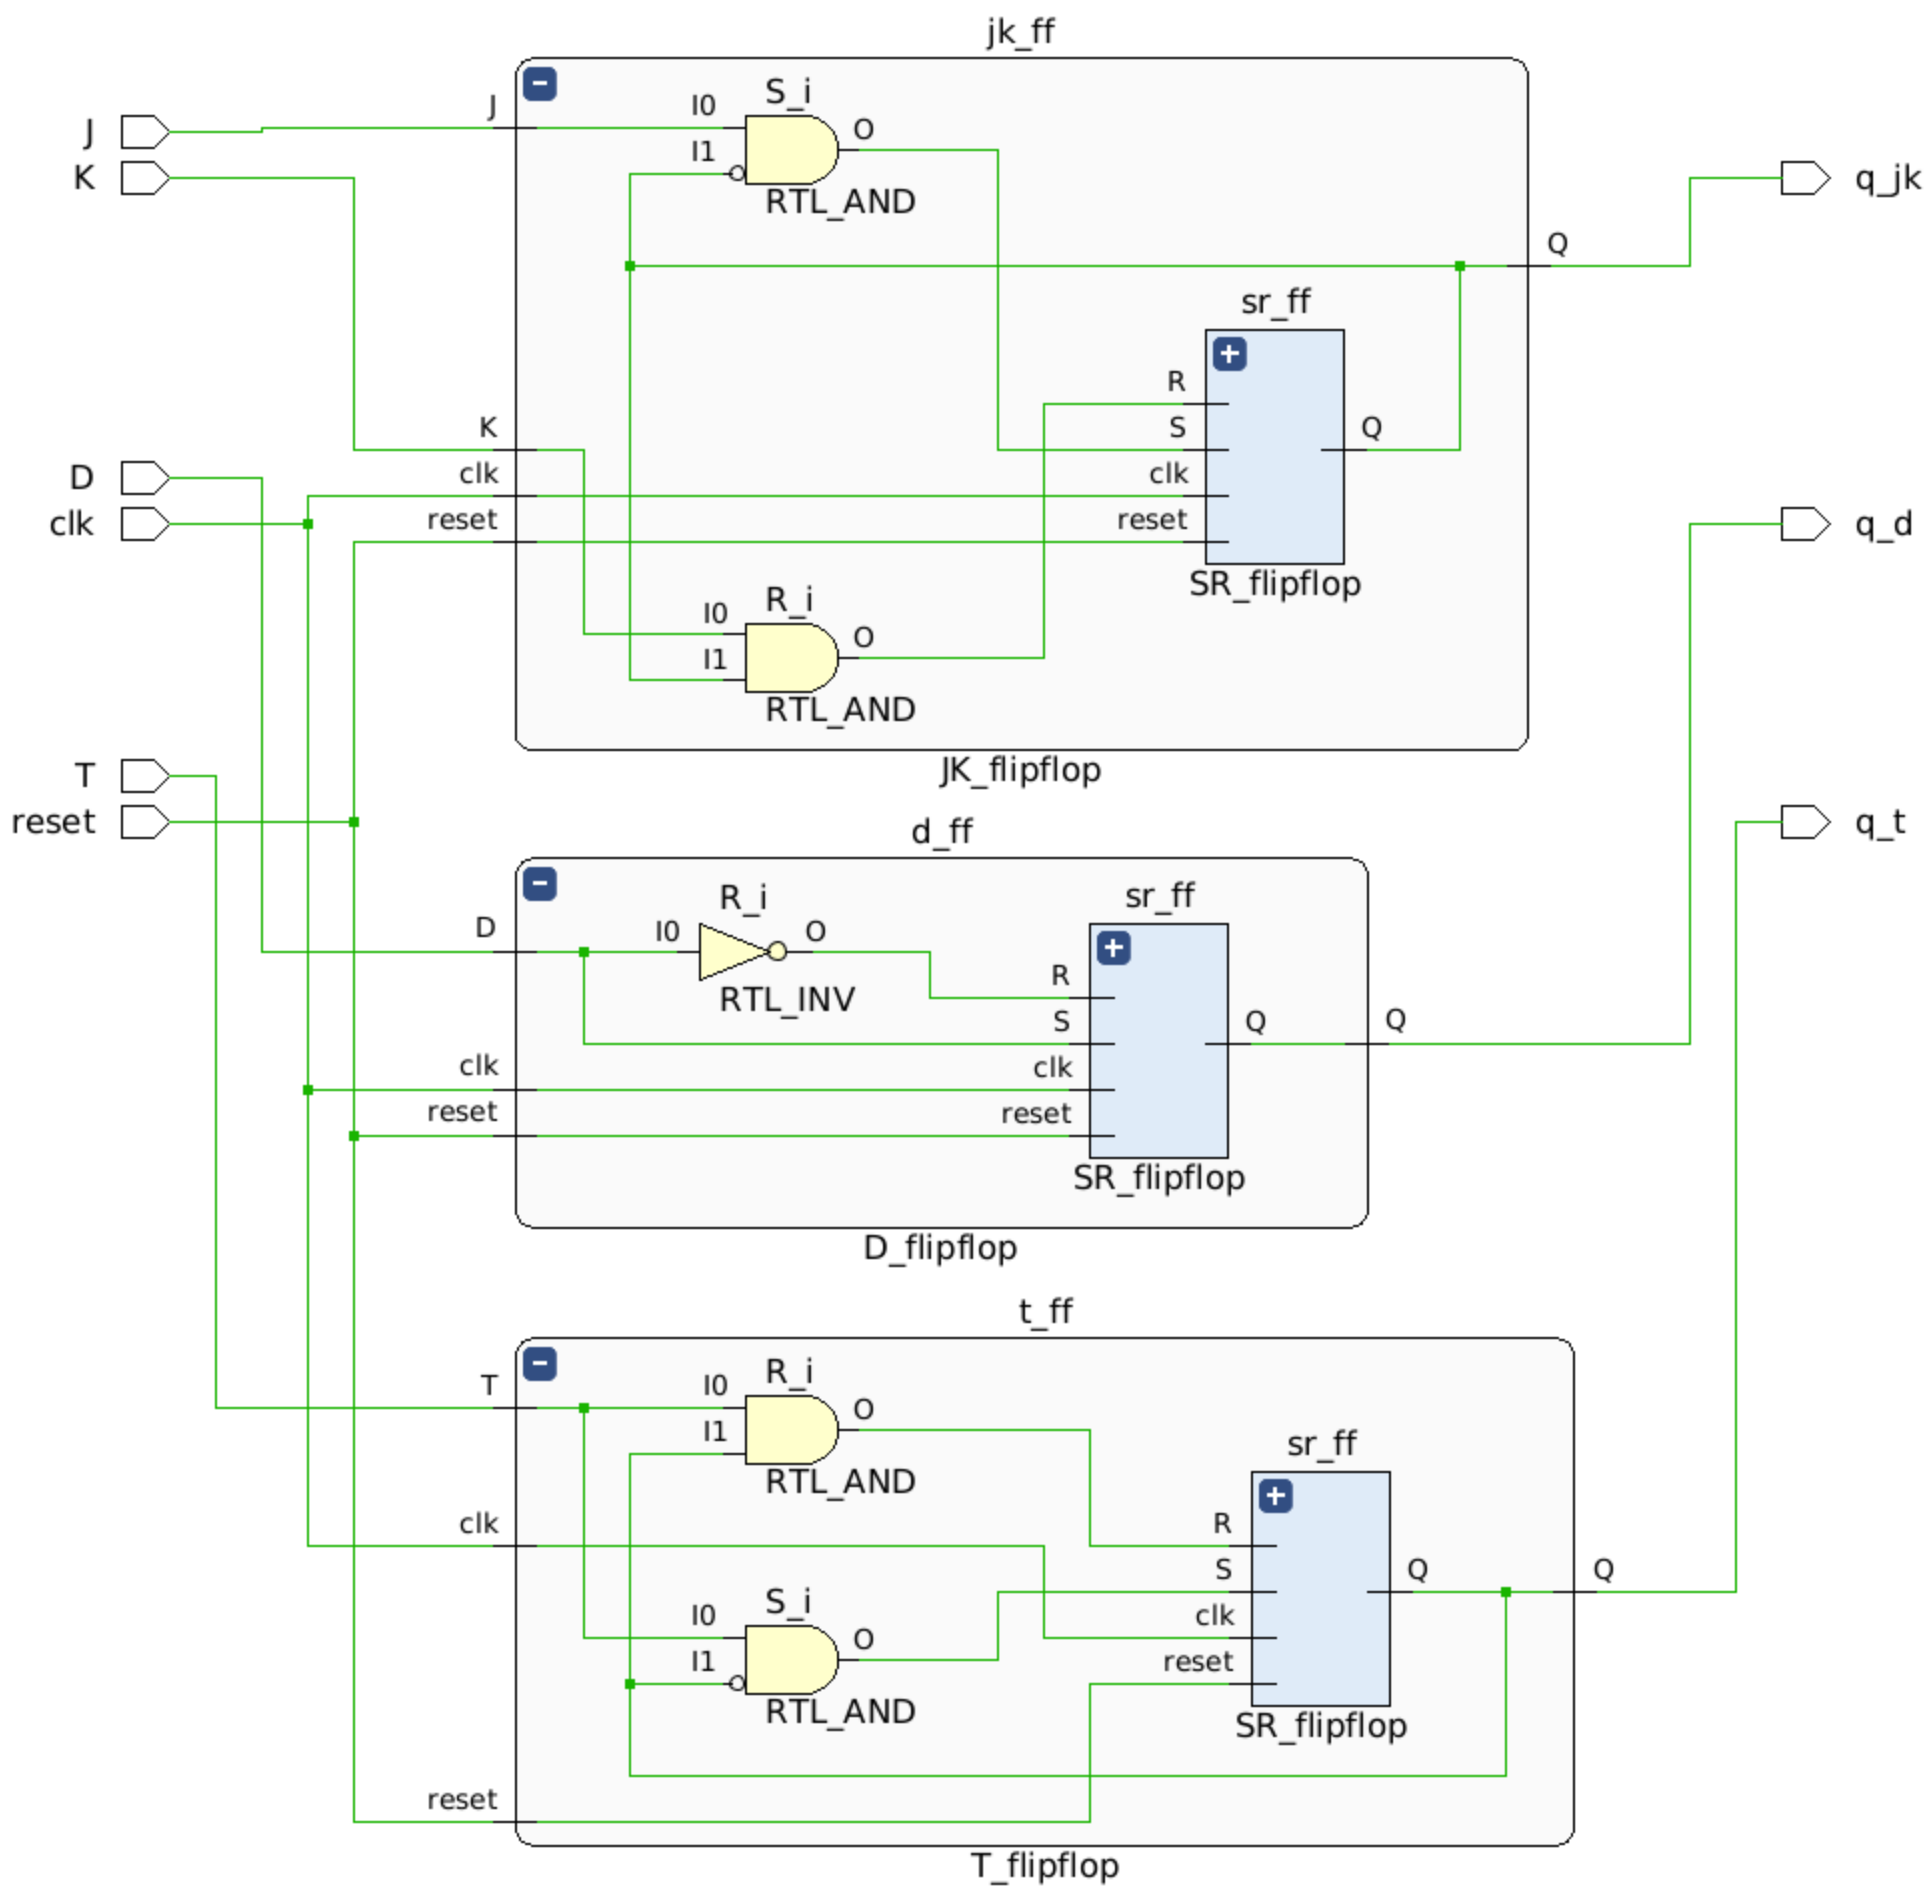 jk_ff
S_i
J
I0
O
J
I1
K
RTL_AND
q_jk
Q
sr_ff
R
K
S
Q
D
clk
clk
clk
reset
reset
q_d
SR_flipflop
R_i
I0
O
I1
RTL_AND
JK_flipflop
T
reset
q_t
d_ff
R_i
sr_ff
D
I0
O
RTL_INV
R
S
Q
Q
clk
clk
reset
reset
SR_flipflop
D_flipflop
t_ff
R_i
T
I0
O
I1
RTL_AND
sr_ff
clk
R
S
Q
Q
S_i
I0
O
clk
I1
reset
RTL_AND
SR_flipflop
reset
T_flipflop